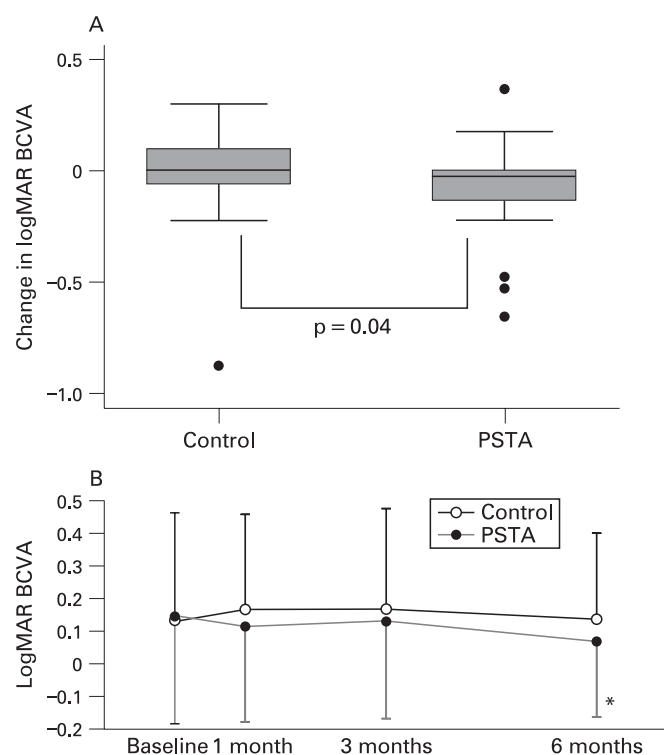 A
Change in logMAR BCVA
0.5
0
−0.5
−1.0
p = 0.04
Control
PSTA
B
LogMAR BCVA
0.5
0.4
0.3
0.2
0.1
0
−0.1
−0.2
Control
PSTA
*
Baseline 1 month 3 months 6 months